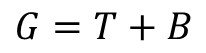 G = T + B